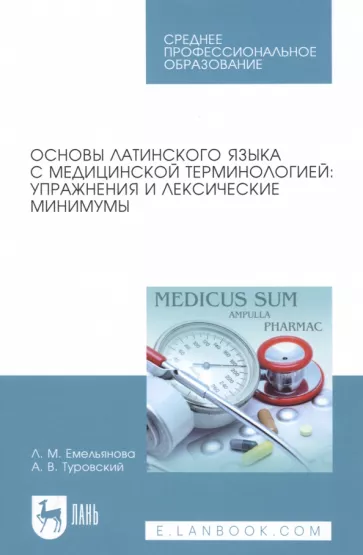 СРЕДНЕЕ
ПРОФЕССИОНАЛЬНОЕ
ОБРАЗОВАНИЕ
ОСНОВЫ ЛАТИНСКОГО ЯЗЫКА
С МЕДИЦИНСКОЙ ТЕРМИНОЛОГИЕЙ:
УПРАЖНЕНИЯ И ЛЕКСИЧЕСКИЕ
МИНИМУМЫ
MEDICUS SUM
AMPULLA
PHARMAC
Л. М. Емельянова
А. В. Туровский
ЛАНЬ
E.LANBOOK.COM